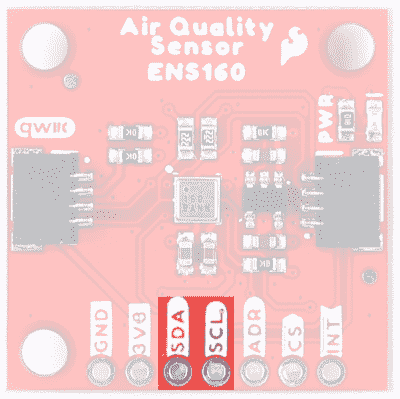 Air Quality
Sensor
ENS160
PWR
qwiic
GND
3V3
SDA
SCL
ADR
CS
INT